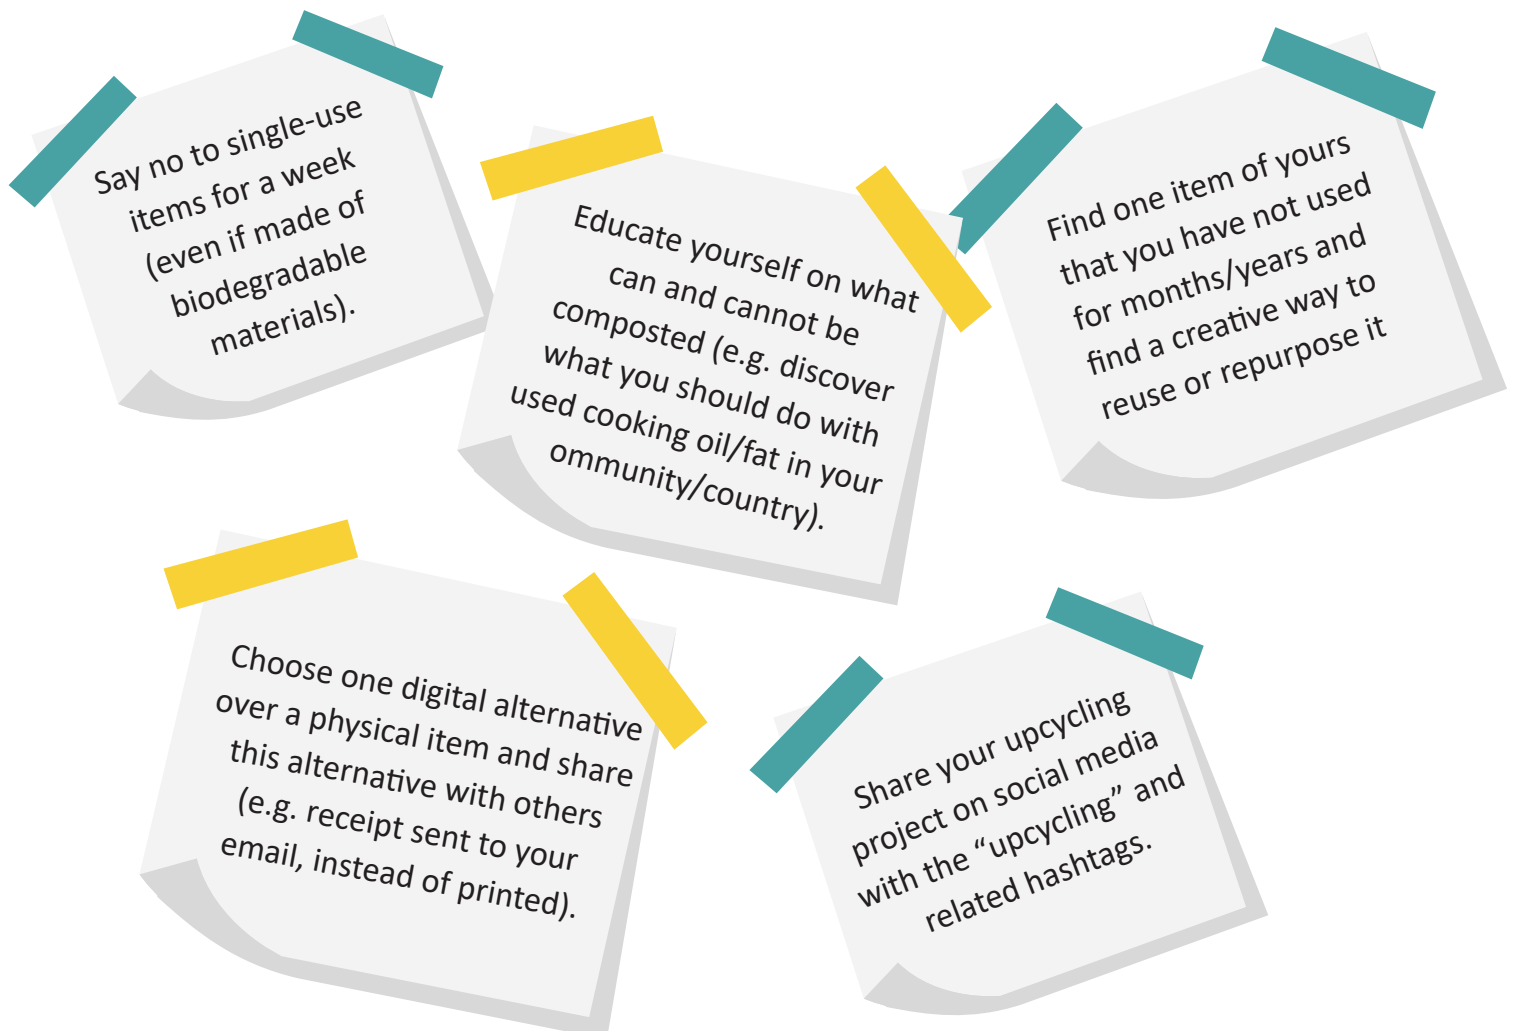 Say no to single-use
items for a week
(even if made of
biodegradable
materials).
Educate yourself on what
can and cannot be
composted (e.g. discover
what you should do with
used cooking oil/fat in your
ommunity/country).
Find one item of yours
that you have not used
for months/years and
find a creative way to
reuse or repurpose it
Choose one digital alternative
over a physical item and share
this alternative with others
(e.g. receipt sent to your
email, instead of printed).
Share your upcycling
project on social media
with the “upcycling” and
related hashtags.